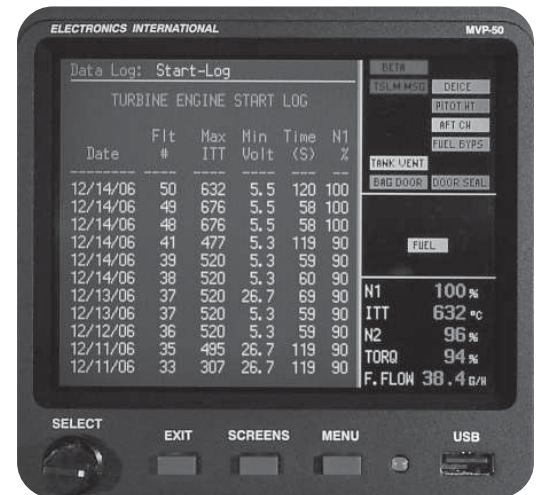 ELECTRONICS INTERNATIONAL MVP-50
Data Log: Start-Log
TURBINE ENGINE START LOG
Flt Max Min Time N1
Date # ITT Volt (S) %
12/14/06 50 632 5.5 120 100
12/14/06 49 676 5.5 58 100
12/14/06 48 676 5.5 58 100
12/14/06 41 477 5.3 119 90
12/14/06 39 520 5.3 59 90
12/14/06 38 520 5.3 60 90
12/13/06 37 520 26.7 69 90
12/13/06 37 520 5.3 59 90
12/12/06 36 520 5.3 59 90
12/11/06 35 495 26.7 119 90
12/11/06 33 307 26.7 119 90
BETA
TSLM MSG DEICE
PITOT HT
AFT CH
FUEL BYPS
TANK VENT
BAG DOOR DOOR SEAL
FUEL
N1 100 %
ITT 632 °C
N2 96 %
TORQ 94 %
F.FLOW 38.4 G/H
SELECT EXIT SCREENS MENU USB